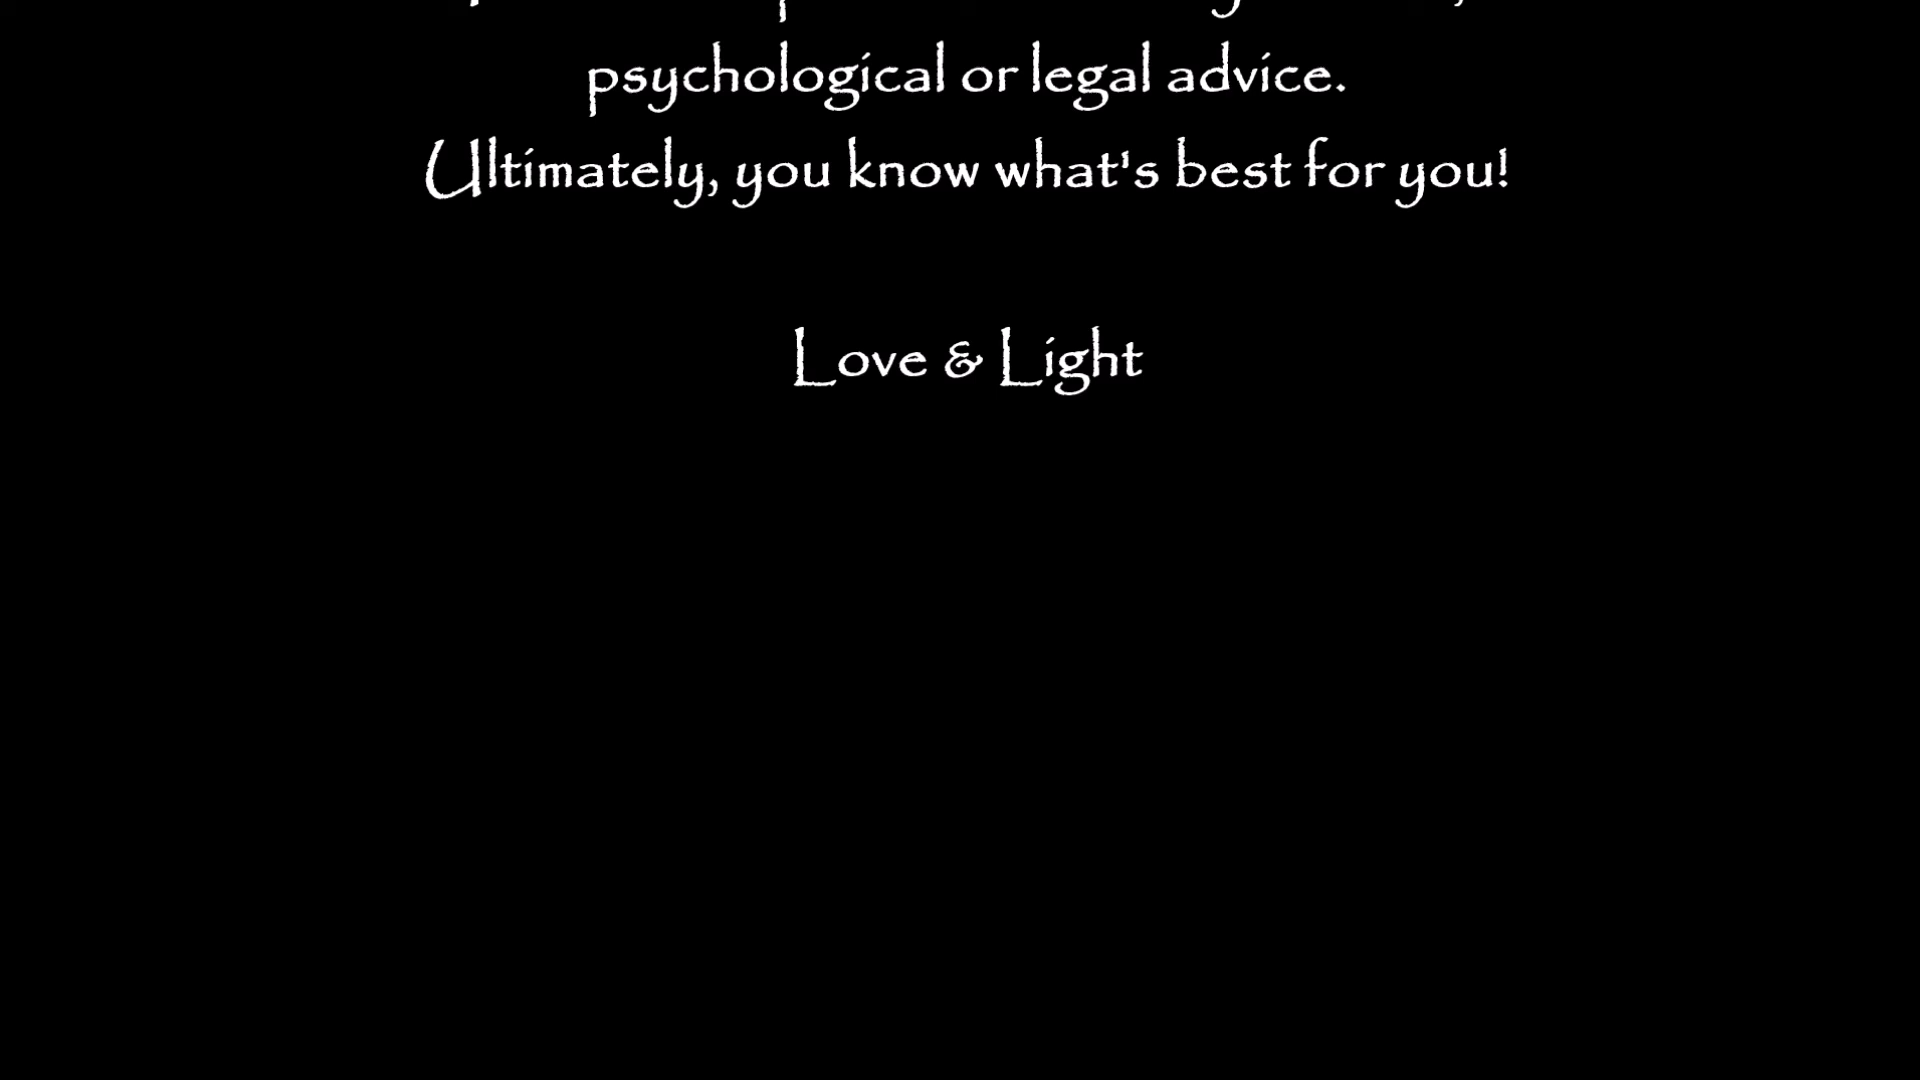 psychological or legal advice.
Ultimately, you know what's best for you!
Love & Light